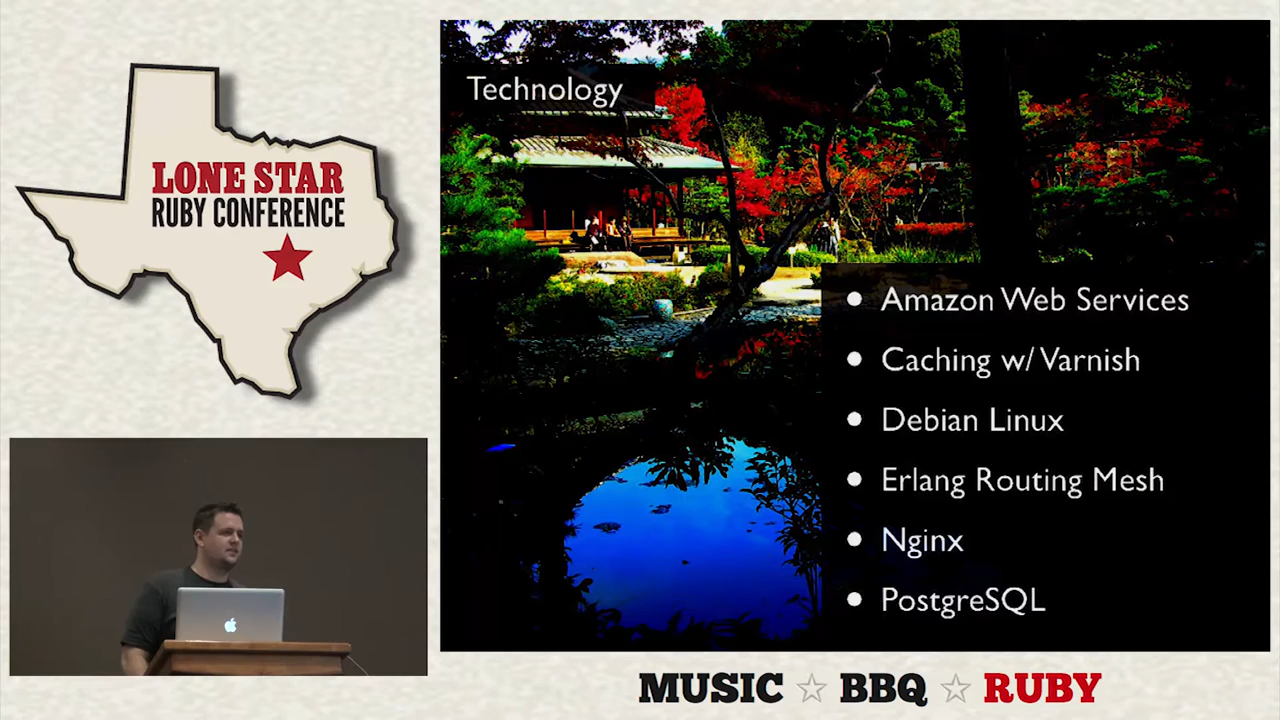 LONE STAR
RUBY CONFERENCE
Technology
Amazon Web Services
Caching w/ Varnish
Debian Linux
Erlang Routing Mesh
Nginx
PostgreSQL
MUSIC ☆ BBQ ☆ RUBY